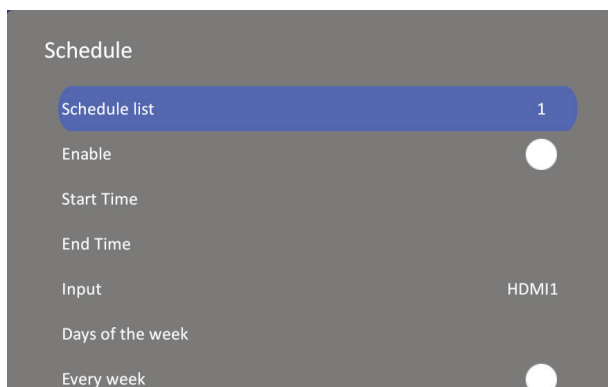 Schedule
Schedule list 1
Enable
Start Time
End Time
Input HDMI1
Days of the week
Every week